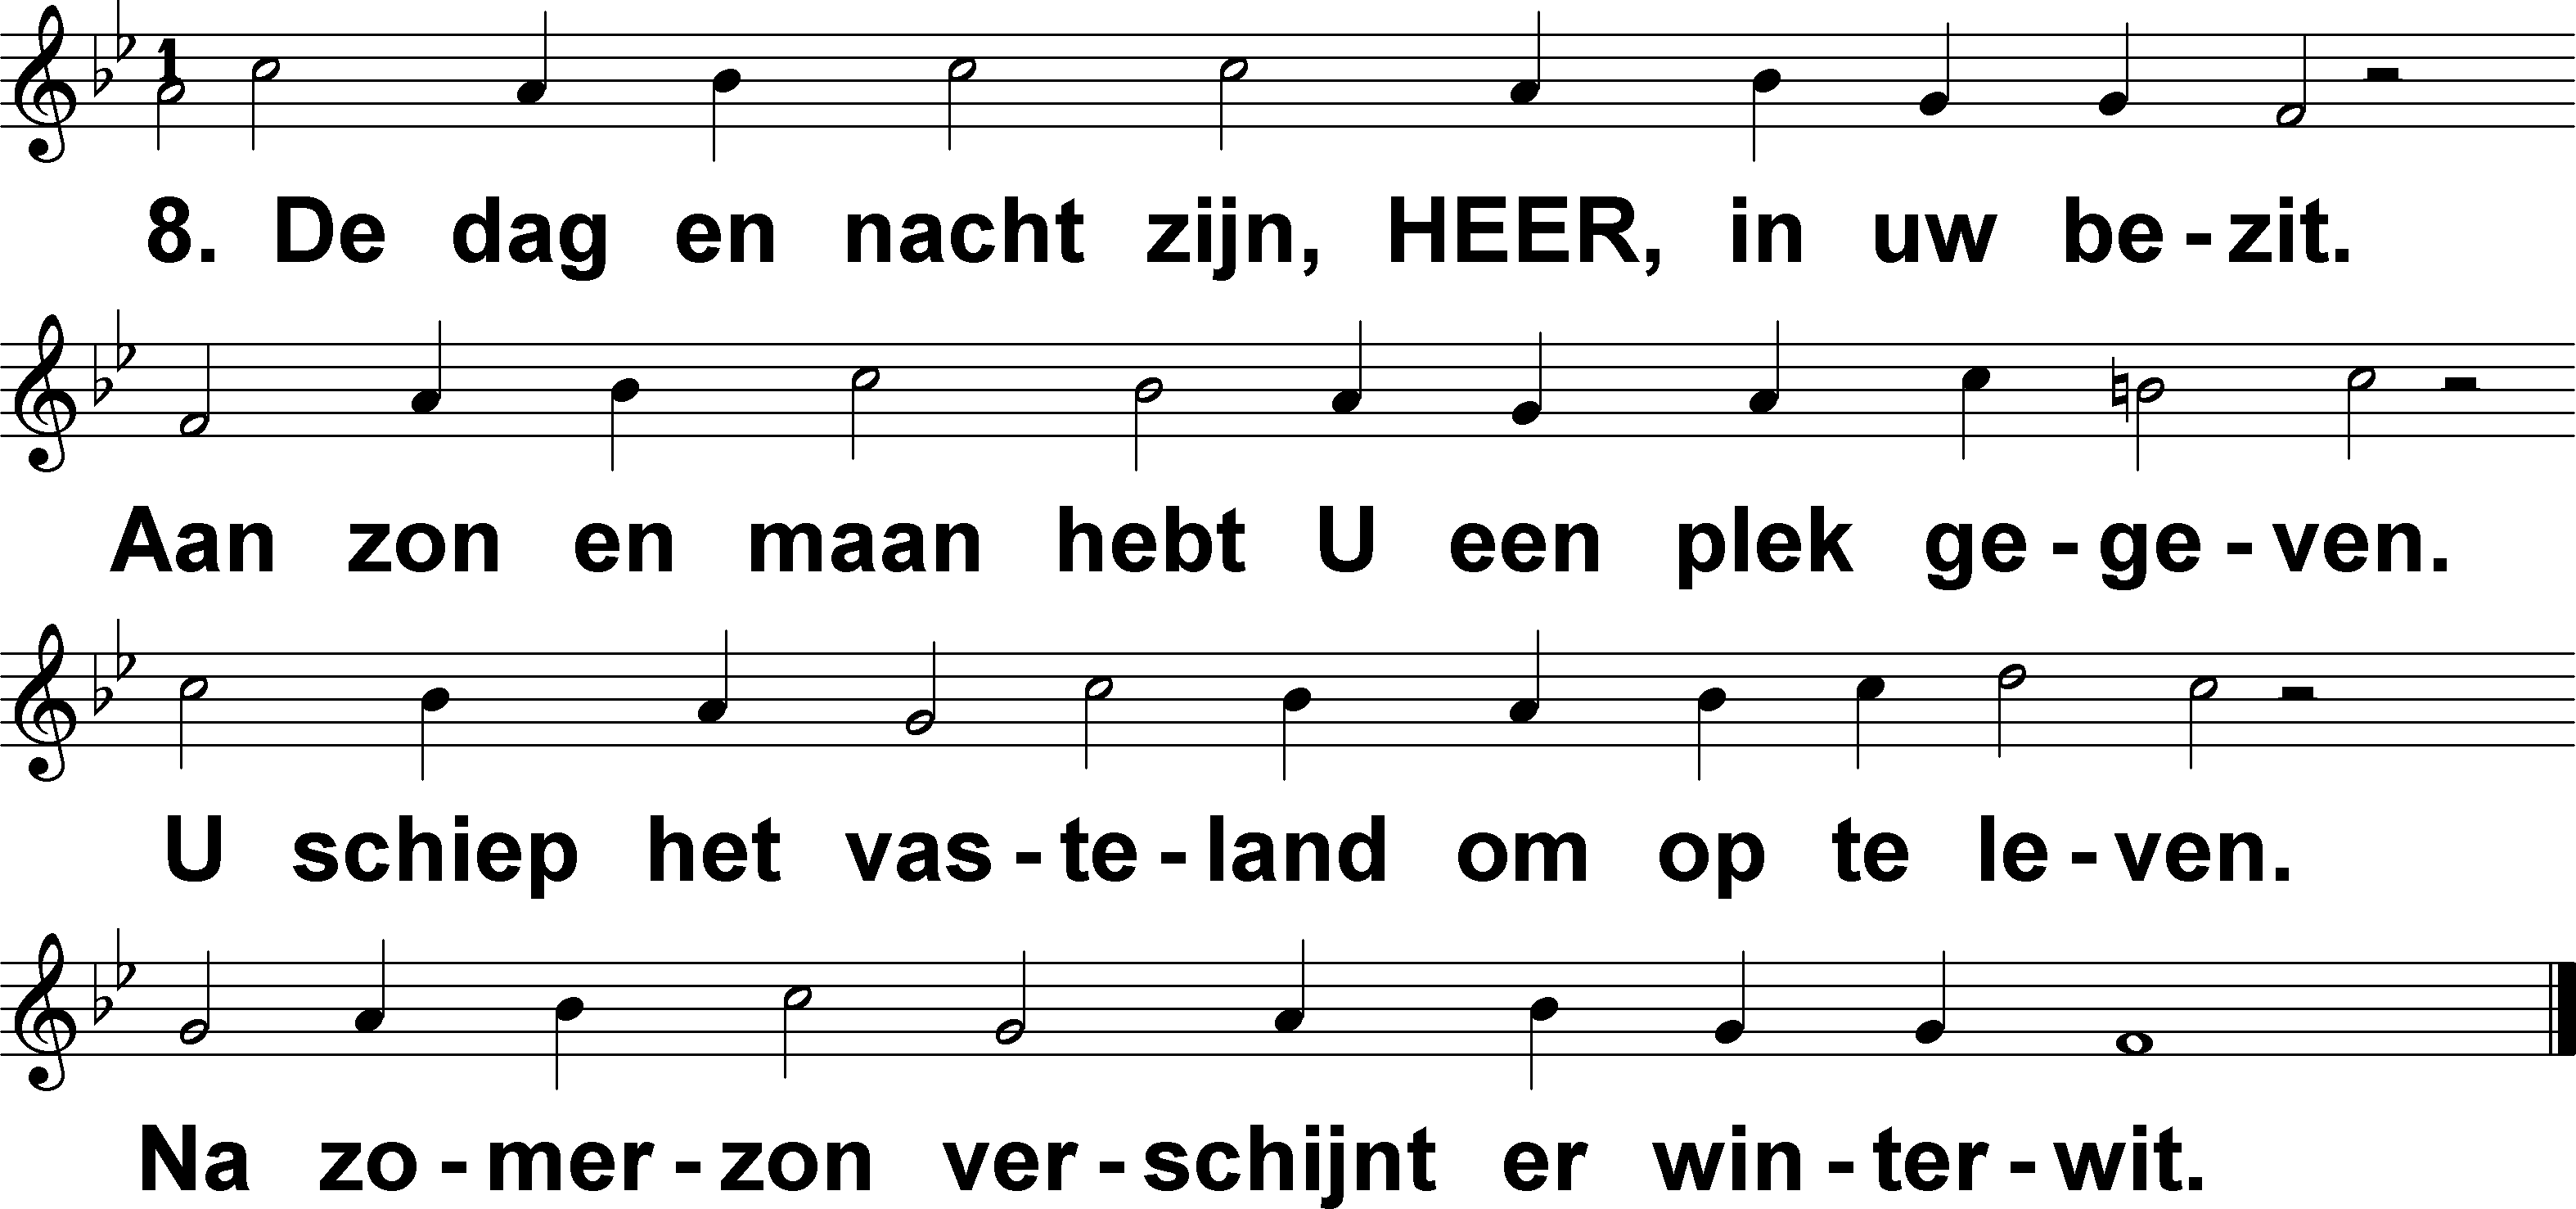 1
8. De dag en nacht zijn, HEER, in uw be - zit.
Aan zon en maan hebt U een plek ge - ge - ven.
U schiep het vas - te - land om op te le - ven.
Na zo - mer - zon ver - schijnt er win - ter - wit.